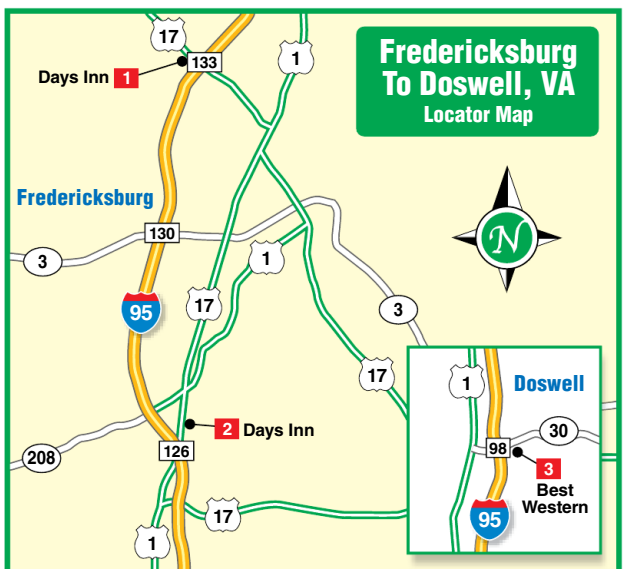 Fredericksburg
To Doswell, VA
Locator Map
17
1
133
Days Inn 1
Fredericksburg
130
3
1
N
95
17
3
17
2 Days Inn
208
126
17
1
1
Doswell
30
98
3
Best
Western
95